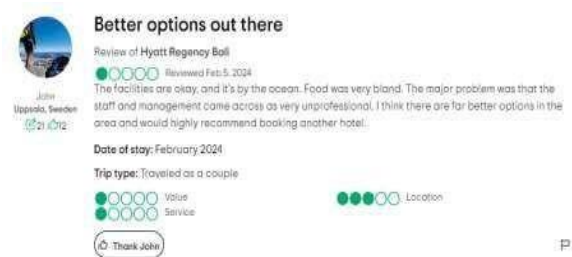 Better options out there
Review of Hyatt Regency Bali
Reviewed Feb 5, 2024
The facilities are okay, and it's by the ocean. Food was very bland. The major problem was that the
staff and management came across as very unprofessional. I think there are far better options in the
area and would highly recommend booking another hotel.
John
Uppsala, Sweden
21 12
Date of stay: February 2024
Trip type: Traveled as a couple
Value
Location
Service
Thank John